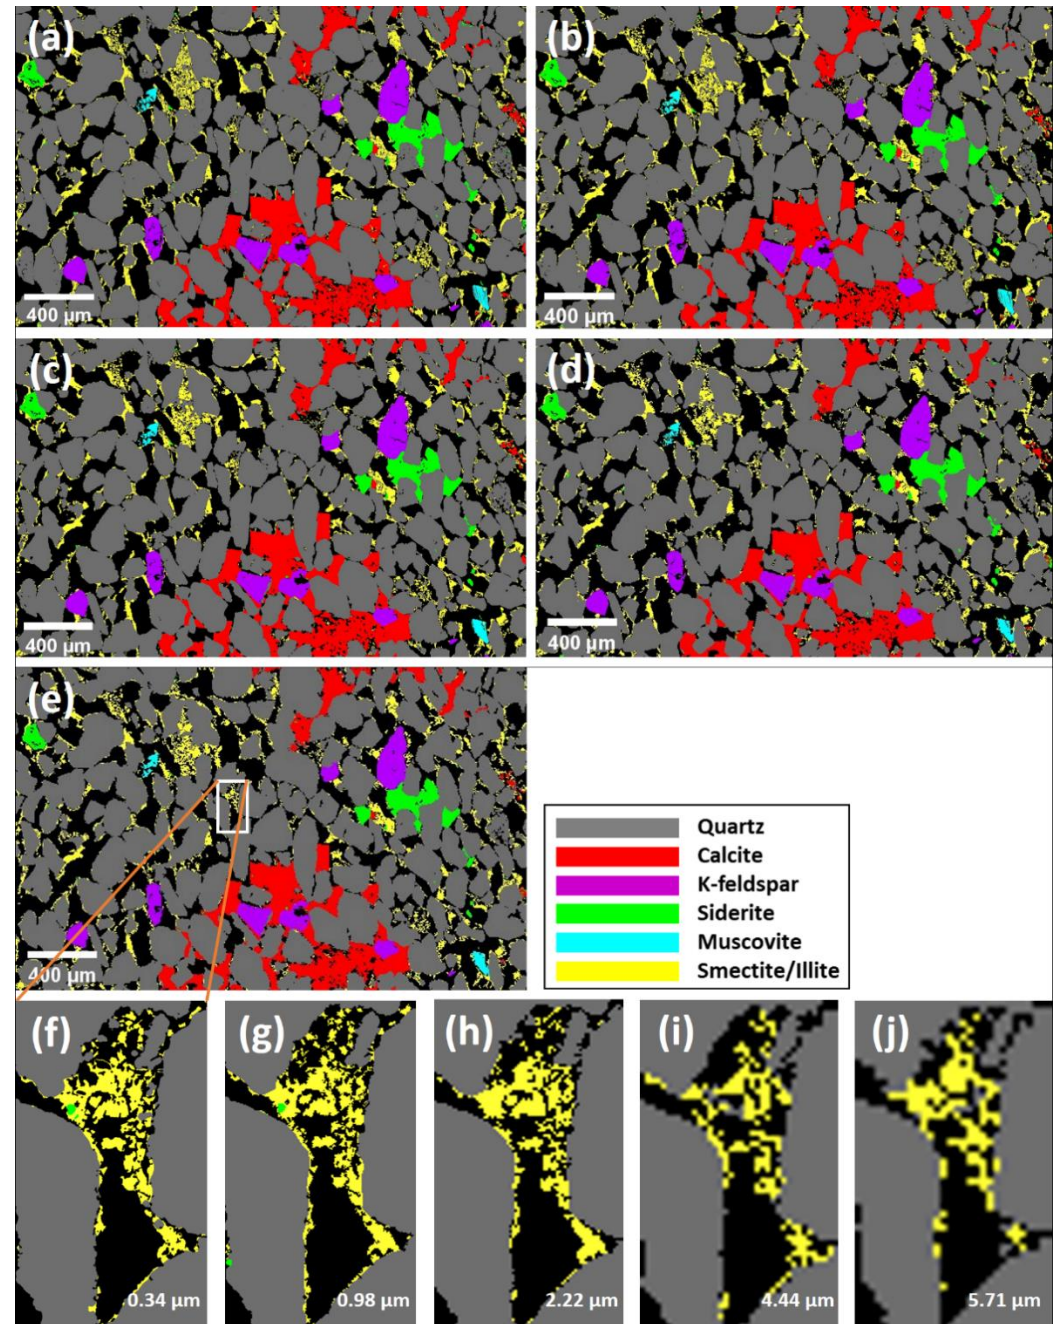 (a)
(b)
400 µm
400 µm
(c)
(d)
400 µm
400 µm
(e)
400 µm
Quartz
Calcite
K-feldspar
Siderite
Muscovite
Smectite/Illite
(f)
(g)
(h)
(i)
(j)
0.34 µm
0.98 µm
2.22 µm
4.44 µm
5.71 µm